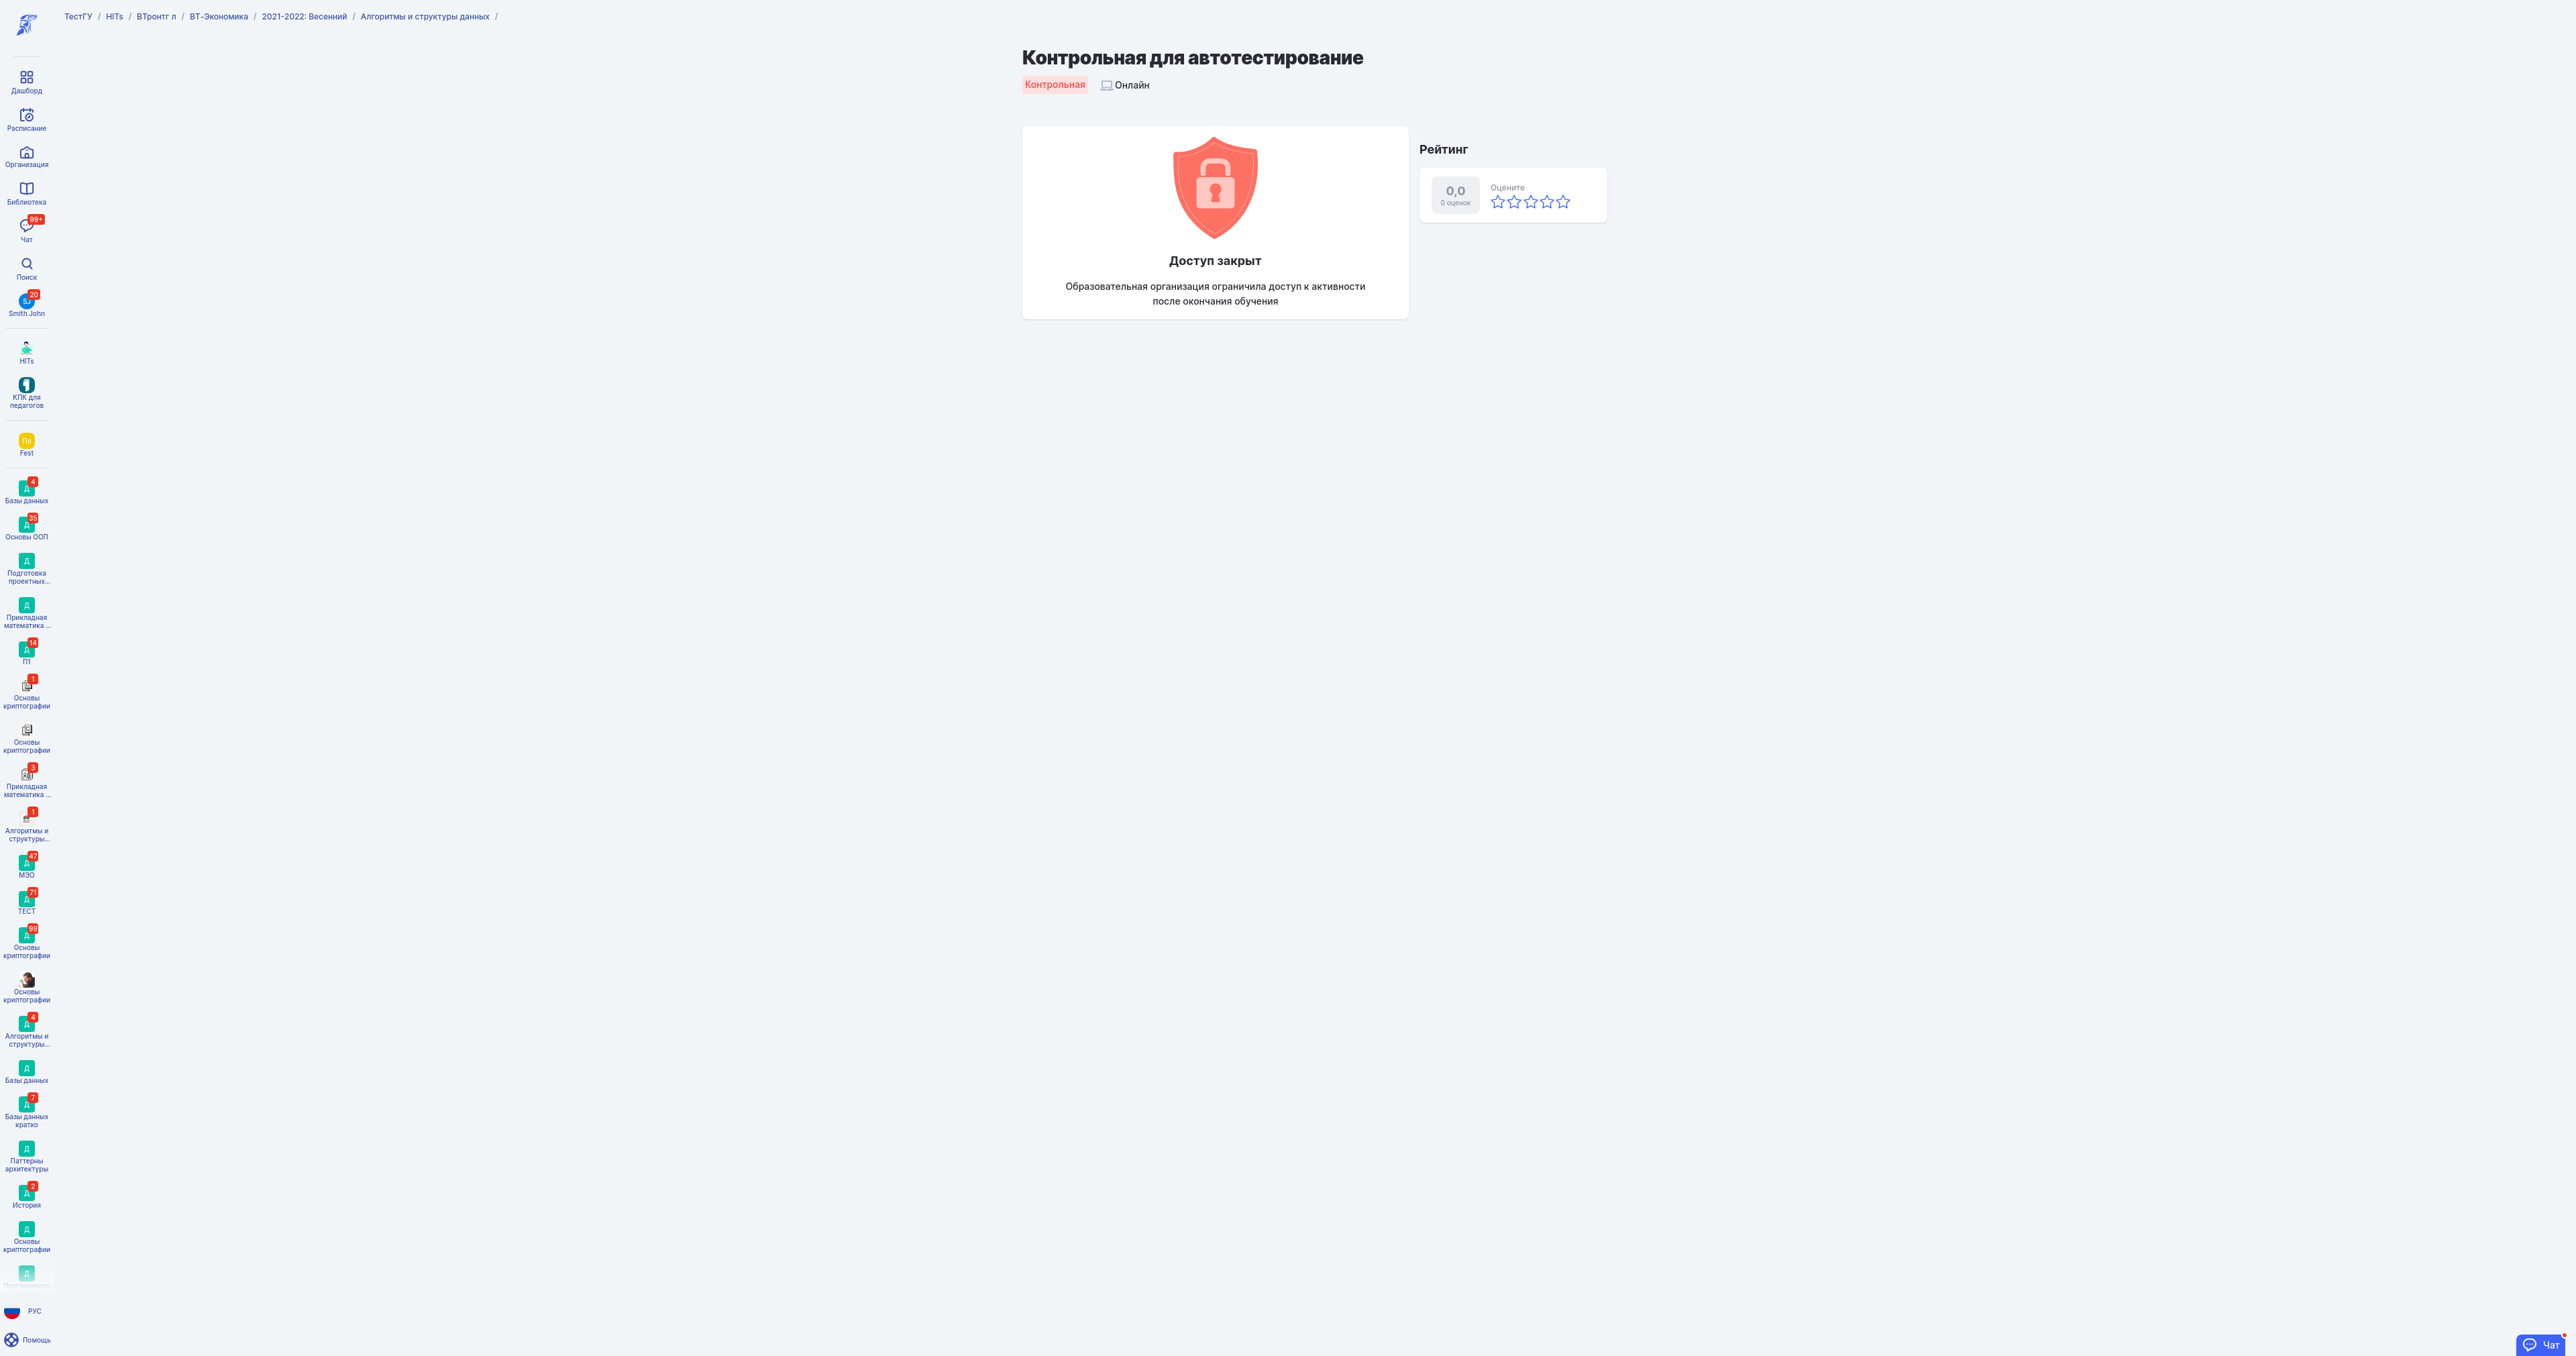 ТестГУ / HITs / ВТронтг л / ВТ-Экономика / 2021-2022: Весенний / Алгоритмы и структуры данных /
Дашборд
Расписание
Организация
Библиотека
99+
Чат
Поиск
20
SJ
Smith John
HITs
КПК для
педагогов
Па
Fest
4
Д
Базы данных
35
Д
Основы ООП
Д
Подготовка
проектных...
Д
Прикладная
математика ...
14
Д
П1
1
Основы
криптографии
Основы
криптографии
3
Прикладная
математика ...
1
Алгоритмы и
структуры...
47
Д
МЭО
71
Д
ТЕСТ
99
Д
Основы
криптографии
Основы
криптографии
4
Д
Алгоритмы и
структуры...
Д
Базы данных
7
Д
Базы данных
кратко
Д
Паттерны
архитектуры
2
Д
История
Д
Основы
криптографии
Д
РУС
Помощь
Контрольная для автотестирование
Контрольная
Онлайн
Доступ закрыт
Образовательная организация ограничила доступ к активности
после окончания обучения
Рейтинг
0,0
0 оценок
Оцените
Чат